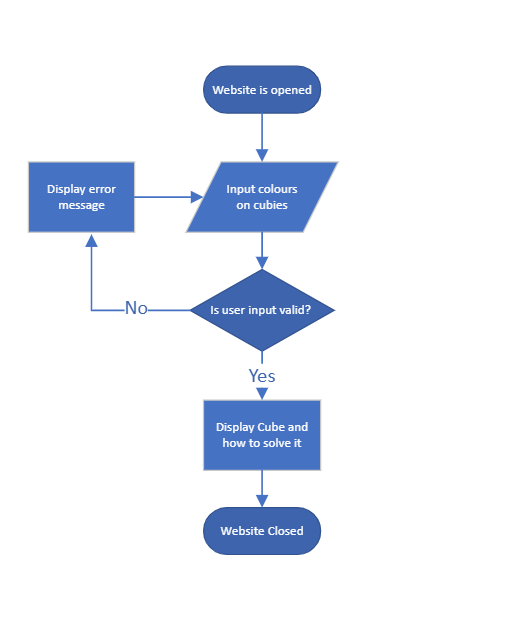 Website is opened
Display error
message
Input colours
on cubies
Is user input valid?
No
Yes
Display Cube and
how to solve it
Website Closed